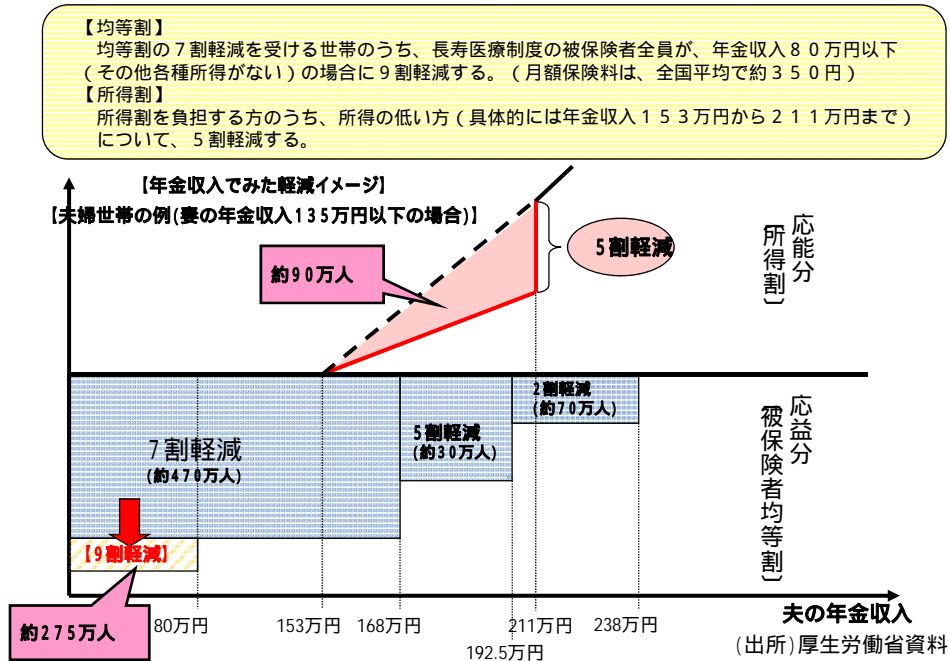 【均等割】
均等割の7割軽減を受ける世帯のうち、長寿医療制度の被保険者全員が、年金収入80万円以下
(その他各種所得がない)の場合に9割軽減する。(月額保険料は、全国平均で約350円)
【所得割】
所得割を負担する方のうち、所得の低い方(具体的には年金収入153万円から211万円まで)
について、5割軽減する。
【年金収入でみた軽減イメージ】
【夫婦世帯の例(妻の年金収入135万円以下の場合)】
約90万人
5割軽減
応能分
〔所得割〕
7割軽減
(約470万人)
5割軽減
(約30万人)
2割軽減
(約70万人)
応益分
〔被保険者均等割〕
【9割軽減】
約275万人
80万円
153万円
168万円
192.5万円
211万円
238万円
夫の年金収入
(出所)厚生労働省資料